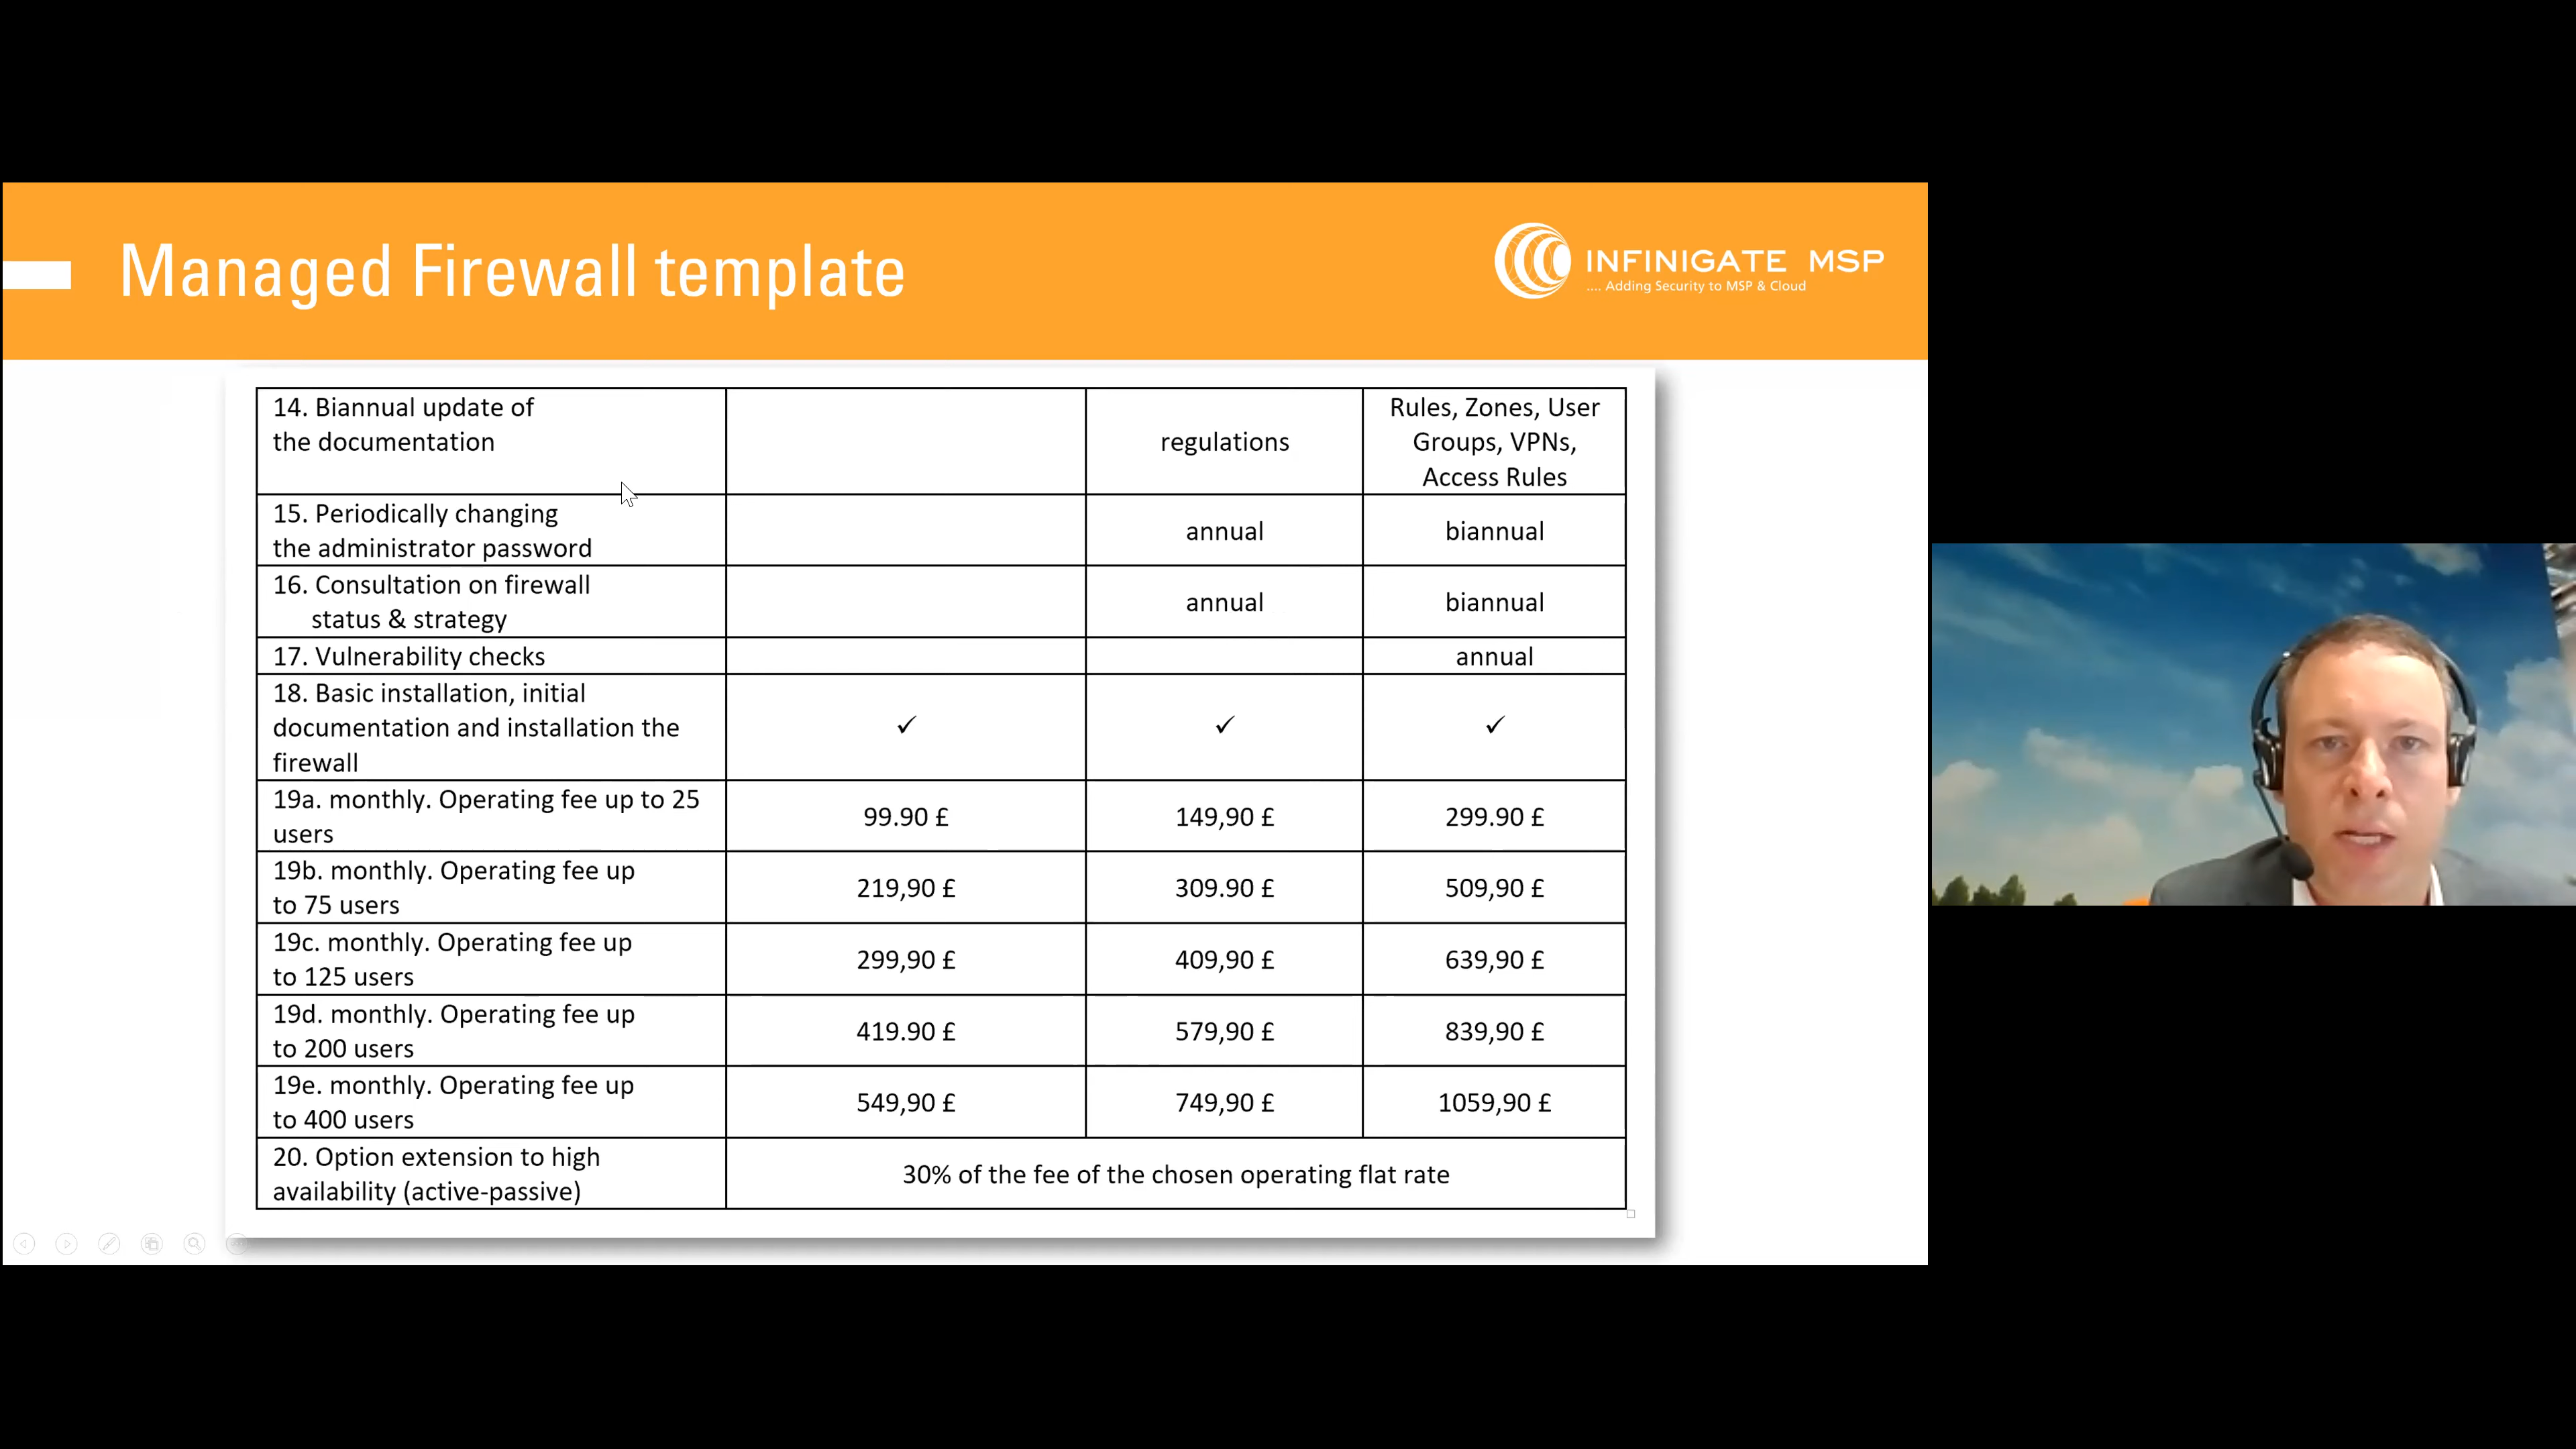 Managed Firewall template
INFINIGATE MSP
.... Adding Security to MSP & Cloud
14. Biannual update of
the documentation
regulations
Rules, Zones, User
Groups, VPNs,
Access Rules
15. Periodically changing
the administrator password
annual
biannual
16. Consultation on firewall
status & strategy
annual
biannual
17. Vulnerability checks
annual
18. Basic installation, initial
documentation and installation the
firewall
✓
✓
✓
19a. monthly. Operating fee up to 25
users
99.90 £
149,90 £
299.90 £
19b. monthly. Operating fee up
to 75 users
219,90 £
309.90 £
509,90 £
19c. monthly. Operating fee up
to 125 users
299,90 £
409,90 £
639,90 £
19d. monthly. Operating fee up
to 200 users
419.90 £
579,90 £
839,90 £
19e. monthly. Operating fee up
to 400 users
549,90 £
749,90 £
1059,90 £
20. Option extension to high
availability (active-passive)
30% of the fee of the chosen operating flat rate